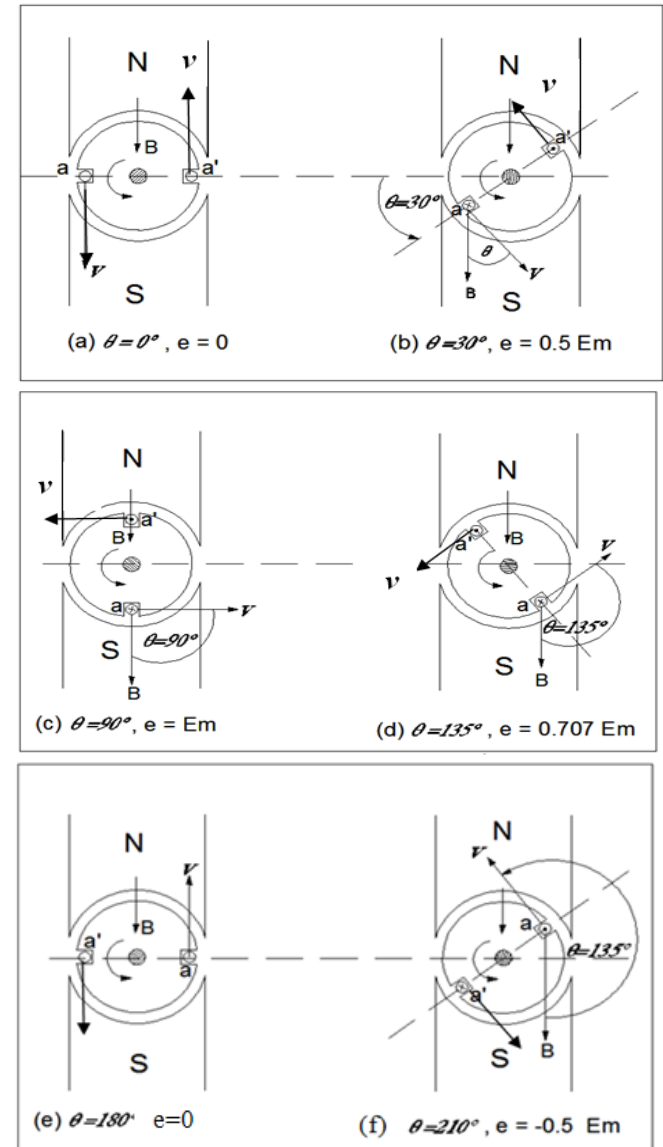 N
N
v
v
v
B
a
a'
a'
θ=30°
a
θ
v
v
B
S
S
(a) θ=0° , e = 0
(b) θ=30°, e = 0.5 Em
N
N
v
a'
B
B
a'
v
v
a
v
a
S
θ=90°
θ=135°
S
B
B
(c) θ=90°, e = Em
(d) θ=135°, e = 0.707 Em
N
N
v
v
B
a
a'
a
θ=135°
a'
S
S
B
(e) θ=180° e=0
(f) θ=210°, e = -0.5 Em